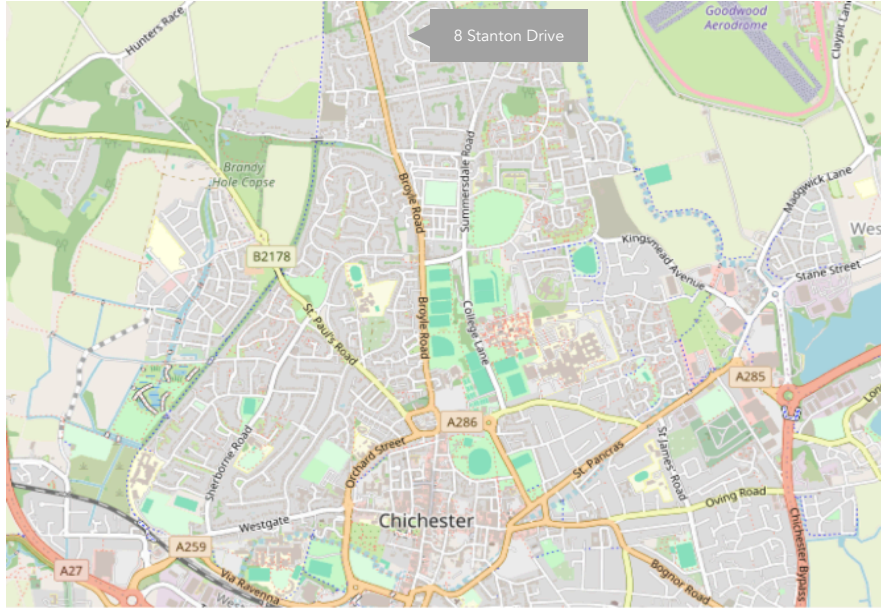 Hunters Race
8 Stanton Drive
Goodwood
Aerodrome
Claypit Lane
Summersdale Road
Brandy
Hole Copse
Broyle Road
Madgwick Lane
Wes
Kingsmead Avenue
B2178
Stane Street
St. Paul's Road
Broyle Road
College Lane
A285
A286
Orchard Street
Sherborne Road
St. Pancras
St James' Road
Oving Road
Westgate
Chichester
Chichester Bypass
A259
A27
Via Ravenna
Bognor Road